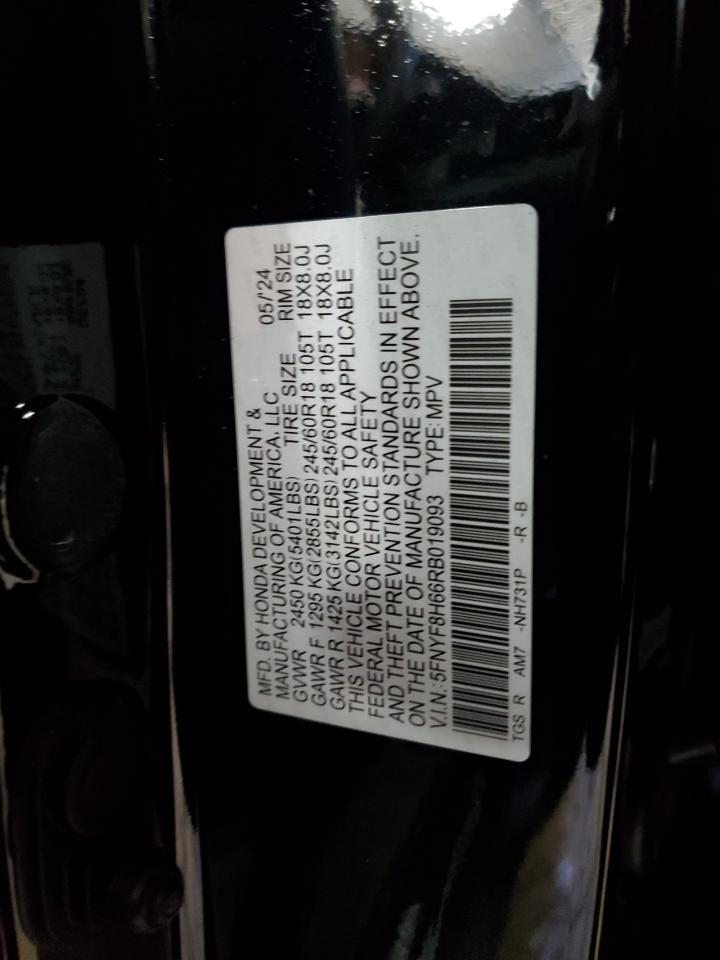 MFD. BY HONDA DEVELOPMENT &
MANUFACTURING OF AMERICA, LLC 05/'24
GVWR 2450 KG(5401LBS) TIRE SIZE RIM SIZE
GAWR F 1295 KG(2855LBS) 245/60R18 105T 18X8.0J
GAWR R 1425 KG(3142LBS) 245/60R18 105T 18X8.0J
THIS VEHICLE CONFORMS TO ALL APPLICABLE
FEDERAL MOTOR VEHICLE SAFETY
AND THEFT PREVENTION STANDARDS IN EFFECT
ON THE DATE OF MANUFACTURE SHOWN ABOVE.
V.I.N.:5FNYF8H66RB019093 TYPE: MPV
TGS R AM7 -NH731P -R -B